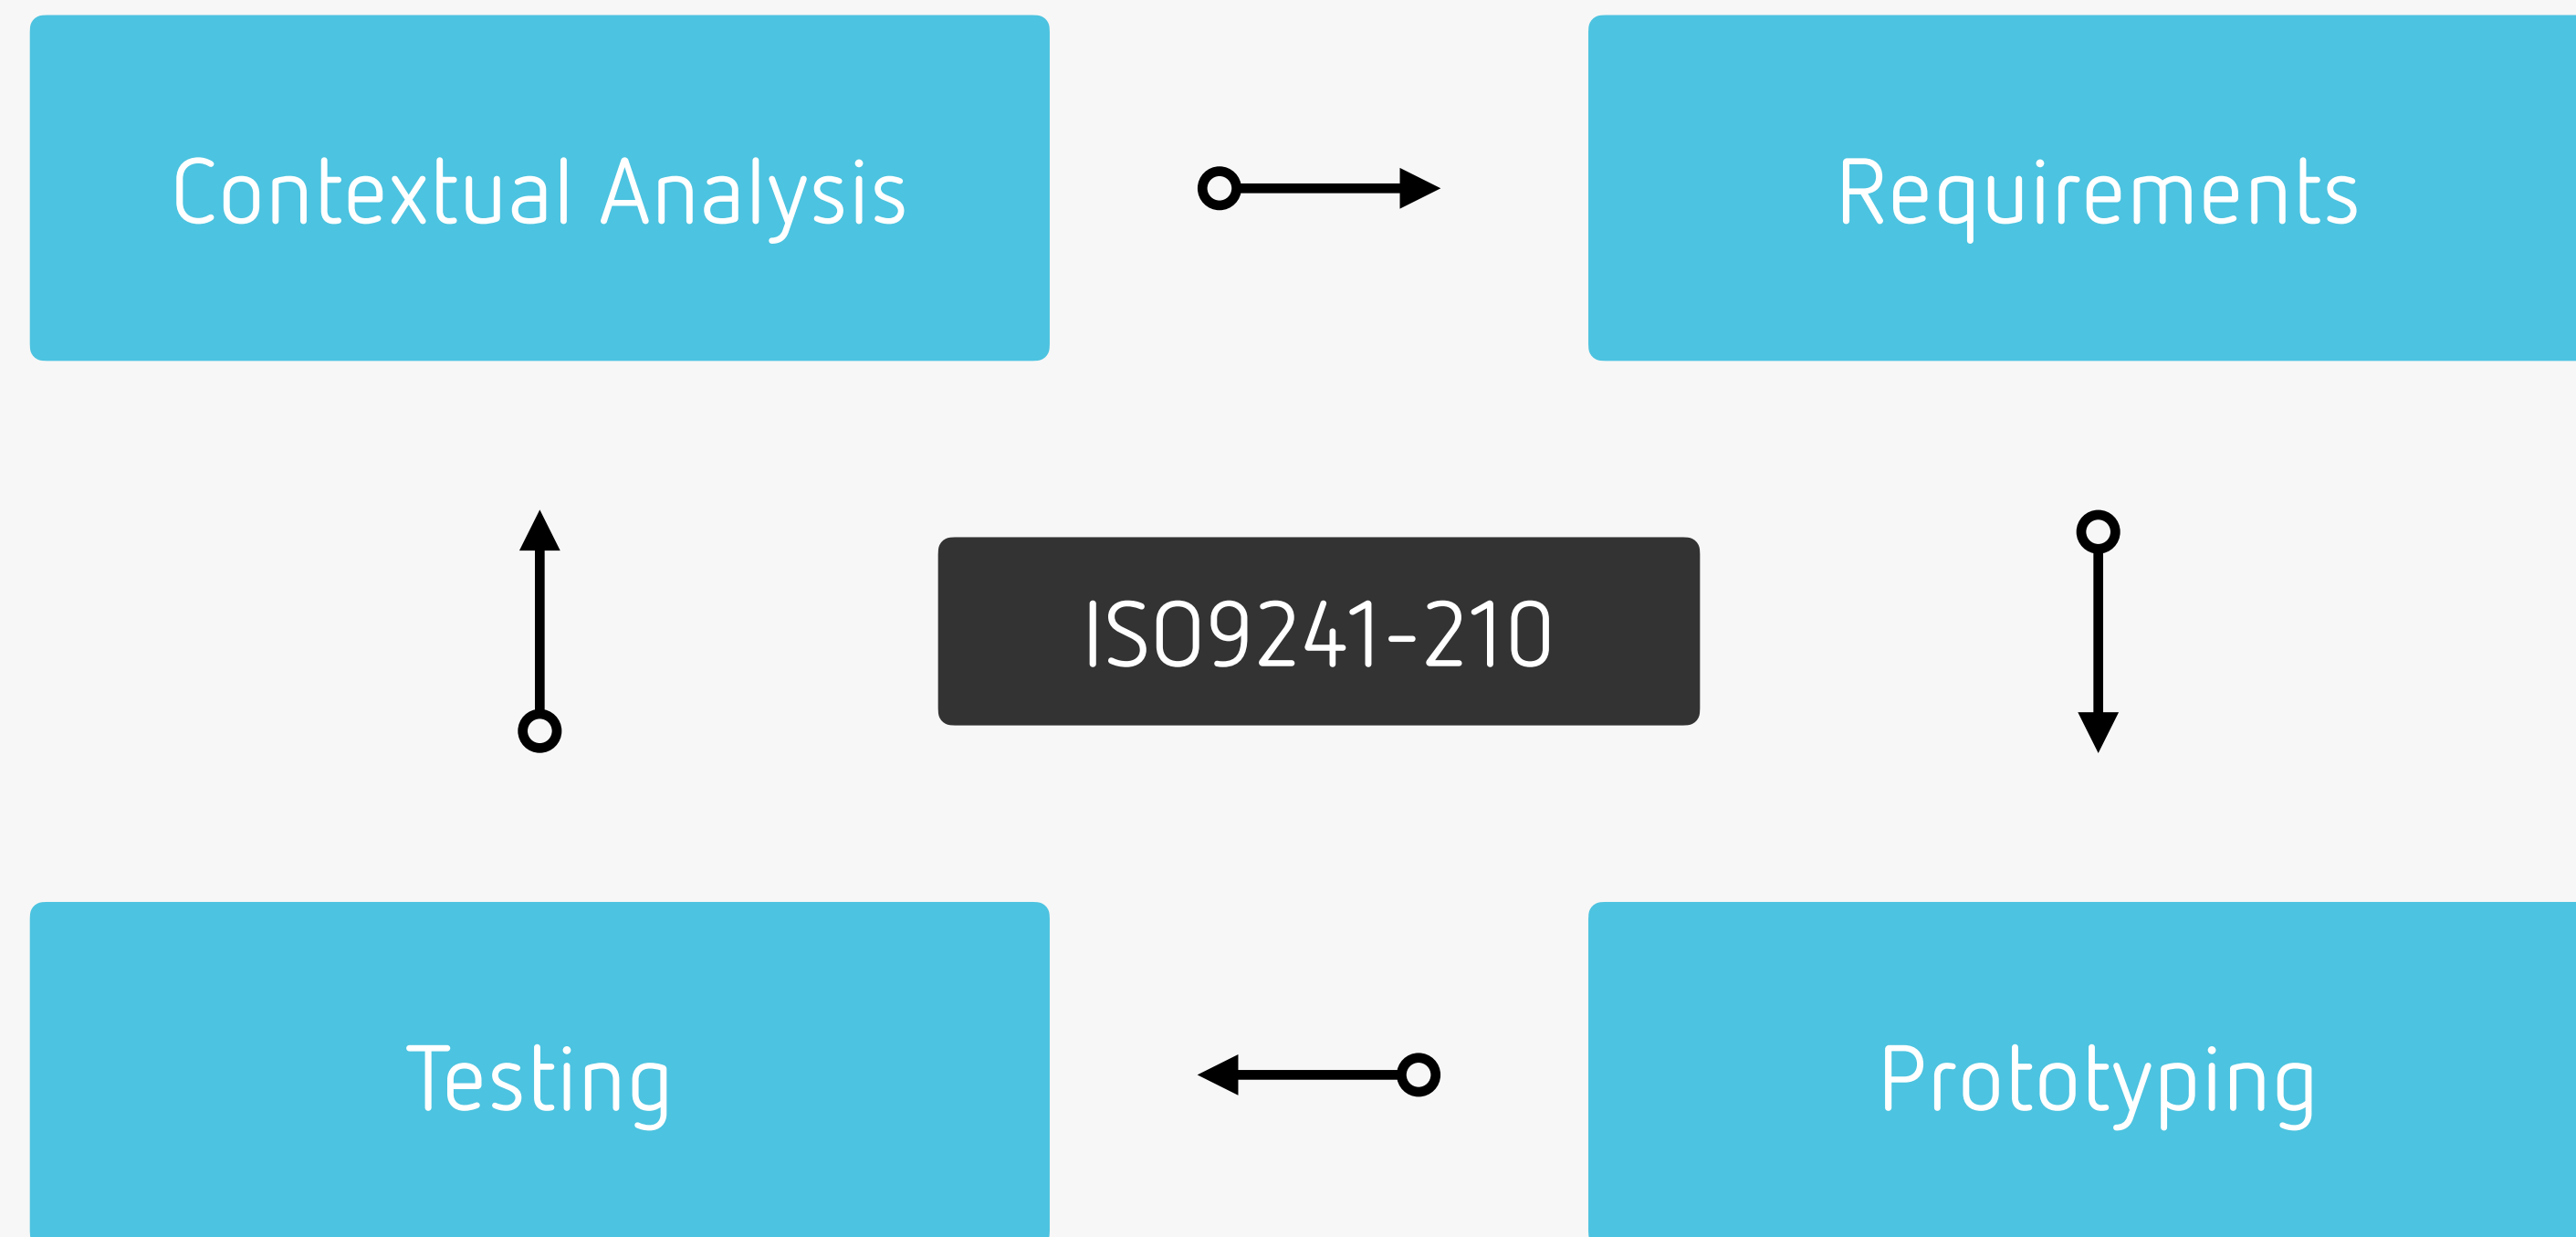 Contextual Analysis
Requirements
ISO9241-210
Testing
Prototyping